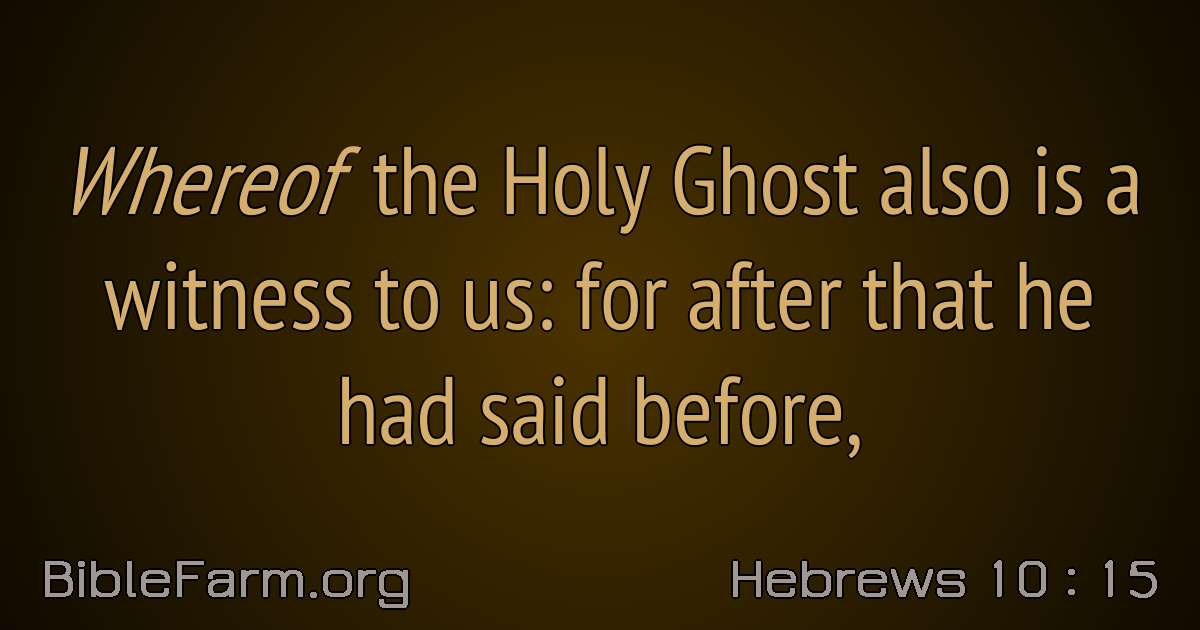 Whereof the Holy Ghost also is a
witness to us: for after that he
had said before,
BibleFarm.org
Hebrews 10 : 15